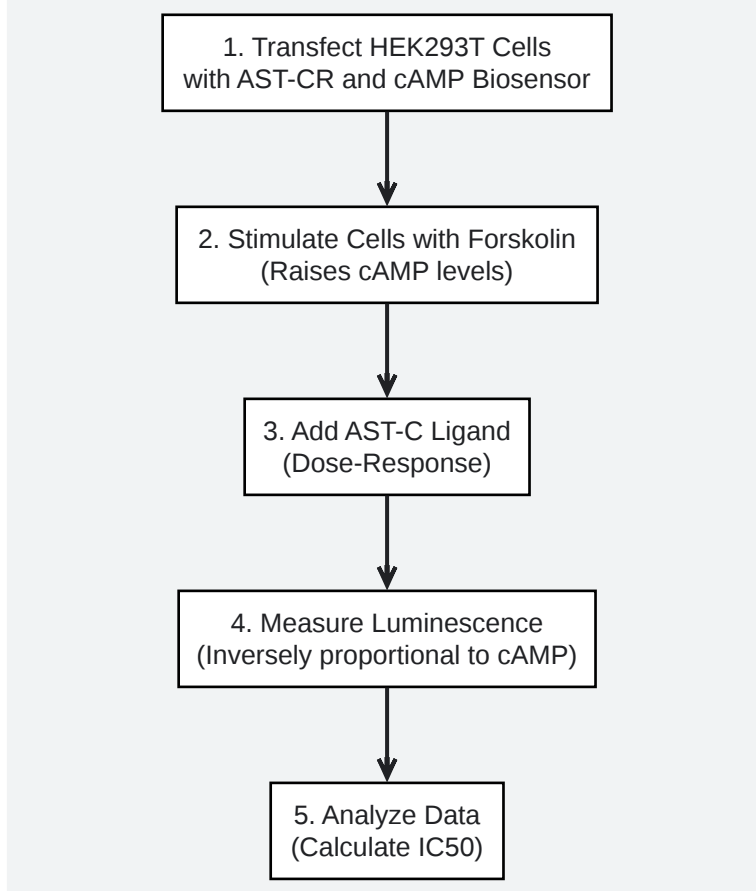 1. Transfect HEK293T Cells
with AST-CR and cAMP Biosensor
2. Stimulate Cells with Forskolin
(Raises cAMP levels)
3. Add AST-C Ligand
(Dose-Response)
4. Measure Luminescence
(Inversely proportional to cAMP)
5. Analyze Data
(Calculate IC50)